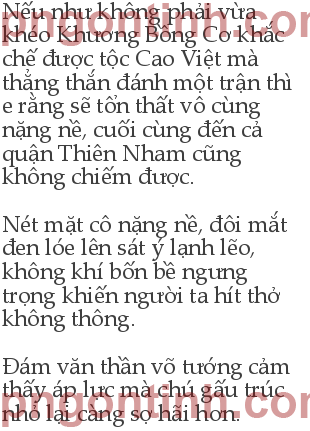 Nếu như không phải vừa
khéo Khương Bồng Cơ khắc
chế được tộc Cao Việt mà
thẳng thắn đánh một trận thì
e rằng sẽ tổn thất vô cùng
nặng nề, cuối cùng đến cả
quận Thiên Nham cũng
không chiếm được.

Nét mặt cô nặng nề, đôi mắt
đen lóe lên sát ý lạnh lẽo,
không khí bốn bề ngưng
trọng khiến người ta hít thở
không thông.

Đám văn thần võ tướng cảm
thấy áp lực mà chú gấu trúc
nhỏ lại càng sợ hãi hơn.
pngontinh.com
pngontinh.com